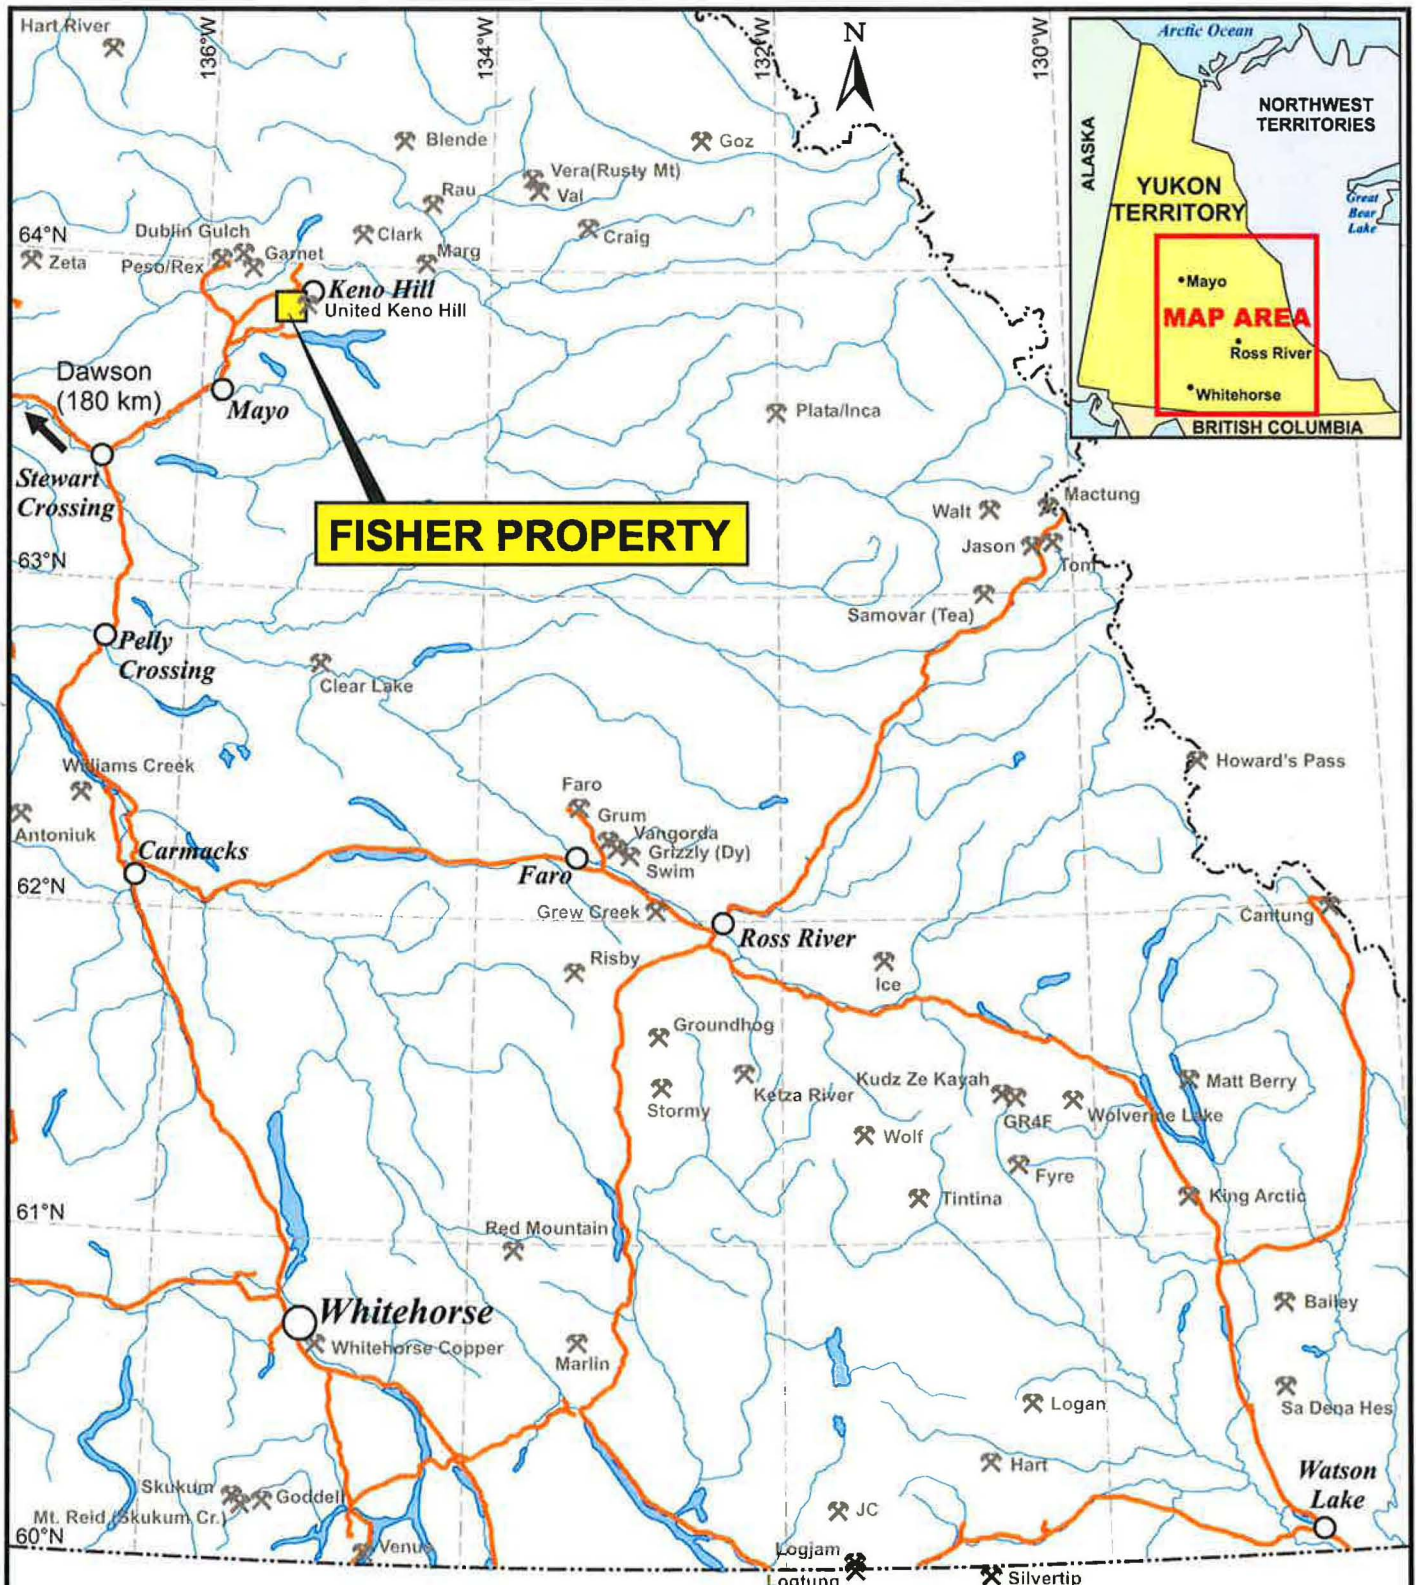 Hart River
136°W
134°W
132°W
130°W
N
Arctic Ocean
NORTHWEST
TERRITORIES
ALASKA
YUKON
TERRITORY
Great
Bear
Lake
Mayo
MAP AREA
Ross River
Whitehorse
BRITISH COLUMBIA
Blende
Goz
Vera(Rusty Mt)
Val
Rau
Dublin Gulch
Clark
Craig
64°N
Zeta
Peso/Rex
Garnet
Marg
Keno Hill
United Keno Hill
Dawson
(180 km)
Mayo
Plata/Inca
Stewart
Crossing
FISHER PROPERTY
Mactung
Walt
Jason
Tom
63°N
Samovar (Tea)
Pelly
Crossing
Clear Lake
Williams Creek
Howard's Pass
Antoniuk
Faro
Grum
Vangorda
Grizzly (Dy)
Swim
Carmacks
Faro
62°N
Grew Creek
Ross River
Cantung
Risby
Ice
Groundhog
Stormy
Ketza River
Kudz Ze Kayah
GR4F
Wolverine Lake
Matt Berry
Wolf
Fyre
Tintina
King Arctic
61°N
Red Mountain
Whitehorse
Whitehorse Copper
Marlin
Bailey
Logan
Sa Dena Hes
Hart
Watson
Lake
Skukum
Goddell
Mt. Reid (Skukum Cr.)
JC
60°N
Venus
Logjam
Logtung
Silvertip